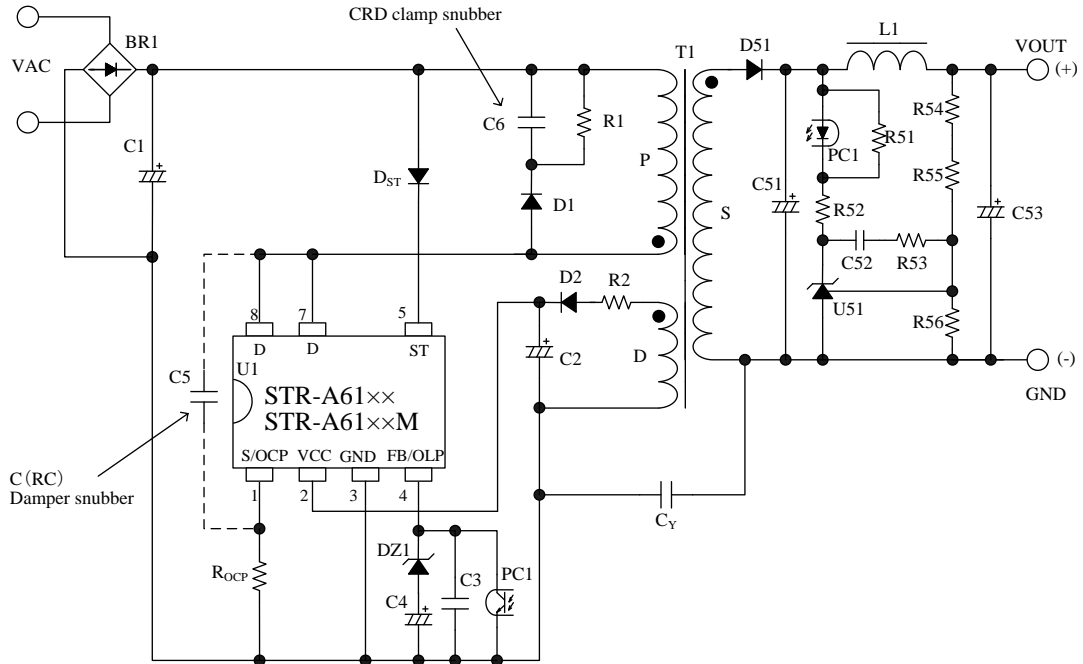 CRD clamp snubber
VAC
BR1
C1
DST
C6
R1
D1
P
T1
S
D51
L1
VOUT
(+)
PC1
R51
R54
R55
C51
R52
C53
C52
R53
U51
R56
(-)
GND
8
7
5
D
D
ST
U1
STR-A61××
STR-A61××M
S/OCP
VCC
GND
FB/OLP
1
2
3
4
C5
C(RC)
Damper snubber
D2
R2
C2
D
CY
ROCP
DZ1
C4
C3
PC1